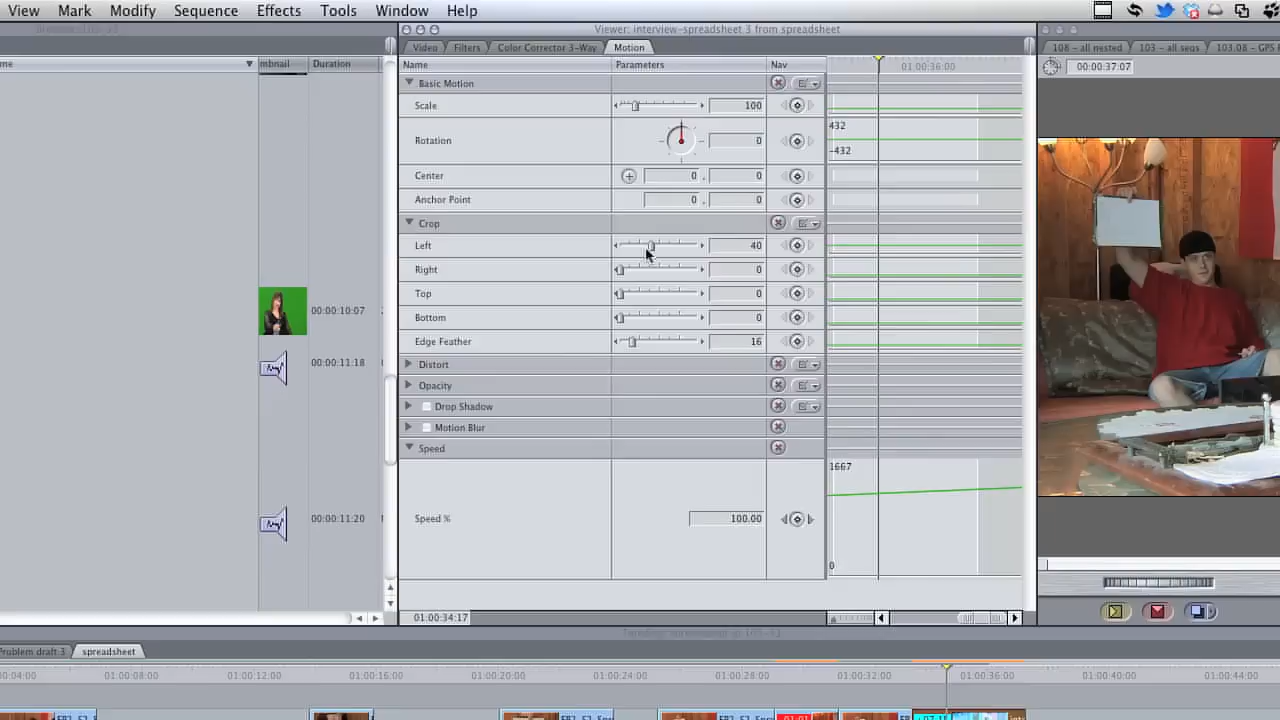 View Mark Modify Sequence Effects Tools Window Help
Viewer: interview-spreadsheet 3 from spreadsheet
Video Filters Color Corrector 3-Way Motion
108 - all nested 103 - all seqs 103.08 - GPS
me mbnail Duration
Name Parameters Nav 01:00:36:00
00:00:37:07
Basic Motion
Scale 100
Rotation 0 432 -432
Center 0 , 0
Anchor Point 0 , 0
Crop
Left 40
Right 0
Top 0
Bottom 0
Edge Feather 16
00:00:10:07
00:00:11:18
Distort
Opacity
Drop Shadow
Motion Blur
Speed
1667
Speed % 100.00
0
00:00:11:20
01:00:34:17
Problem draft 3 spreadsheet
0:04:00 01:00:08:00 01:00:12:00 01:00:16:00 01:00:20:00 01:00:24:00 01:00:28:00 01:00:32:00 01:00:36:00 01:00:40:00 01:00:44:00